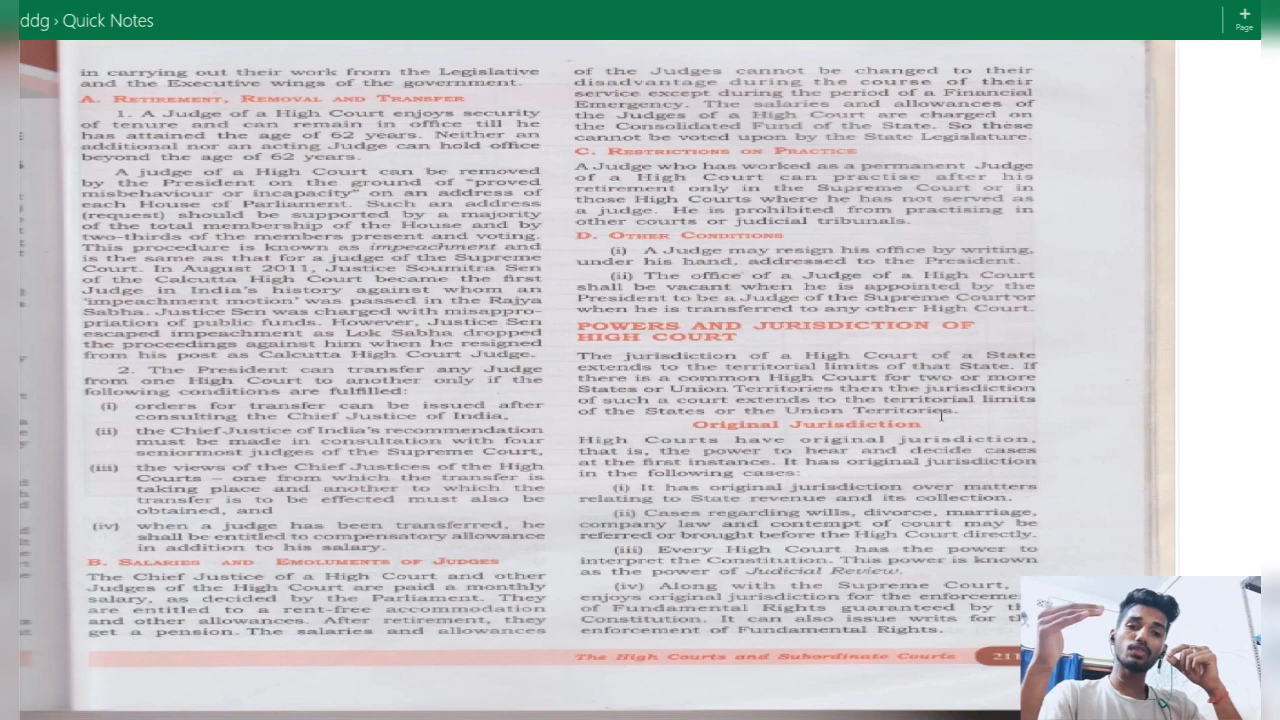 ddg › Quick Notes
Page
in carrying out their work from the Legislative
and the Executive wings of the government.
A. RETIREMENT, REMOVAL AND TRANSFER
1. A Judge of a High Court enjoys security
of tenure and can remain in office till he
has attained the age of 62 years. Neither an
additional nor an acting Judge can hold office
beyond the age of 62 years.
A judge of a High Court can be removed
by the President on the ground of "proved
misbehaviour or incapacity" on an address of
each House of Parliament. Such an address
(request) should be supported by a majority
of the total membership of the House and by
two-thirds of the members present and voting.
This procedure is known as impeachment and
is the same as that for a judge of the Supreme
Court. In August 2011, Justice Soumitra Sen
of the Calcutta High Court became the first
Judge in India's history against whom an
'impeachment motion' was passed in the Rajya
Sabha. Justice Sen was charged with misappro-
priation of public funds. However, Justice Sen
escaped impeachment as Lok Sabha dropped
the proceedings against him when he resigned
from his post as Calcutta High Court Judge.
2. The President can transfer any Judge
from one High Court to another only if the
following conditions are fulfilled:
(i) orders for transfer can be issued after
consulting the Chief Justice of India,
(ii) the Chief Justice of India's recommendation
must be made in consultation with four
seniormost judges of the Supreme Court,
(iii) the views of the Chief Justices of the High
Courts – one from which the transfer is
taking place and another to which the
transfer is to be effected must also be
obtained, and
(iv) when a judge has been transferred, he
shall be entitled to compensatory allowance
in addition to his salary.
B. SALARIES AND EMOLUMENTS OF JUDGES
The Chief Justice of a High Court and other
Judges of the High Court are paid a monthly
salary, as decided by the Parliament. They
are entitled to a rent-free accommodation
and other allowances. After retirement, they
get a pension. The salaries and allowances
of the Judges cannot be changed to their
disadvantage during the course of their
service except during the period of a Financial
Emergency. The salaries and allowances of
the Judges of a High Court are charged on
the Consolidated Fund of the State. So these
cannot be voted upon by the State Legislature.
C. RESTRICTIONS ON PRACTICE
A Judge who has worked as a permanent Judge
of a High Court can practise after his
retirement only in the Supreme Court or in
those High Courts where he has not served as
a judge. He is prohibited from practising in
other courts or judicial tribunals.
D. OTHER CONDITIONS
(i) A Judge may resign his office by writing,
under his hand, addressed to the President.
(ii) The office of a Judge of a High Court
shall be vacant when he is appointed by the
President to be a Judge of the Supreme Court or
when he is transferred to any other High Court.
POWERS AND JURISDICTION OF
HIGH COURT
The jurisdiction of a High Court of a State
extends to the territorial limits of that State. If
there is a common High Court for two or more
States or Union Territories then the jurisdiction
of such a court extends to the territorial limits
of the States or the Union Territories.
Original Jurisdiction
High Courts have original jurisdiction,
that is, the power to hear and decide cases
at the first instance. It has original jurisdiction
in the following cases:
(i) It has original jurisdiction over matters
relating to State revenue and its collection.
(ii) Cases regarding wills, divorce, marriage,
company law and contempt of court may be
referred or brought before the High Court directly.
(iii) Every High Court has the power to
interpret the Constitution. This power is known
as the power of Judicial Review.
(iv) Along with the Supreme Court,
enjoys original jurisdiction for the enforcemen
of Fundamental Rights guaranteed by th
Constitution. It can also issue writs for th
enforcement of Fundamental Rights.
The High Courts and Subordinate Courts 211